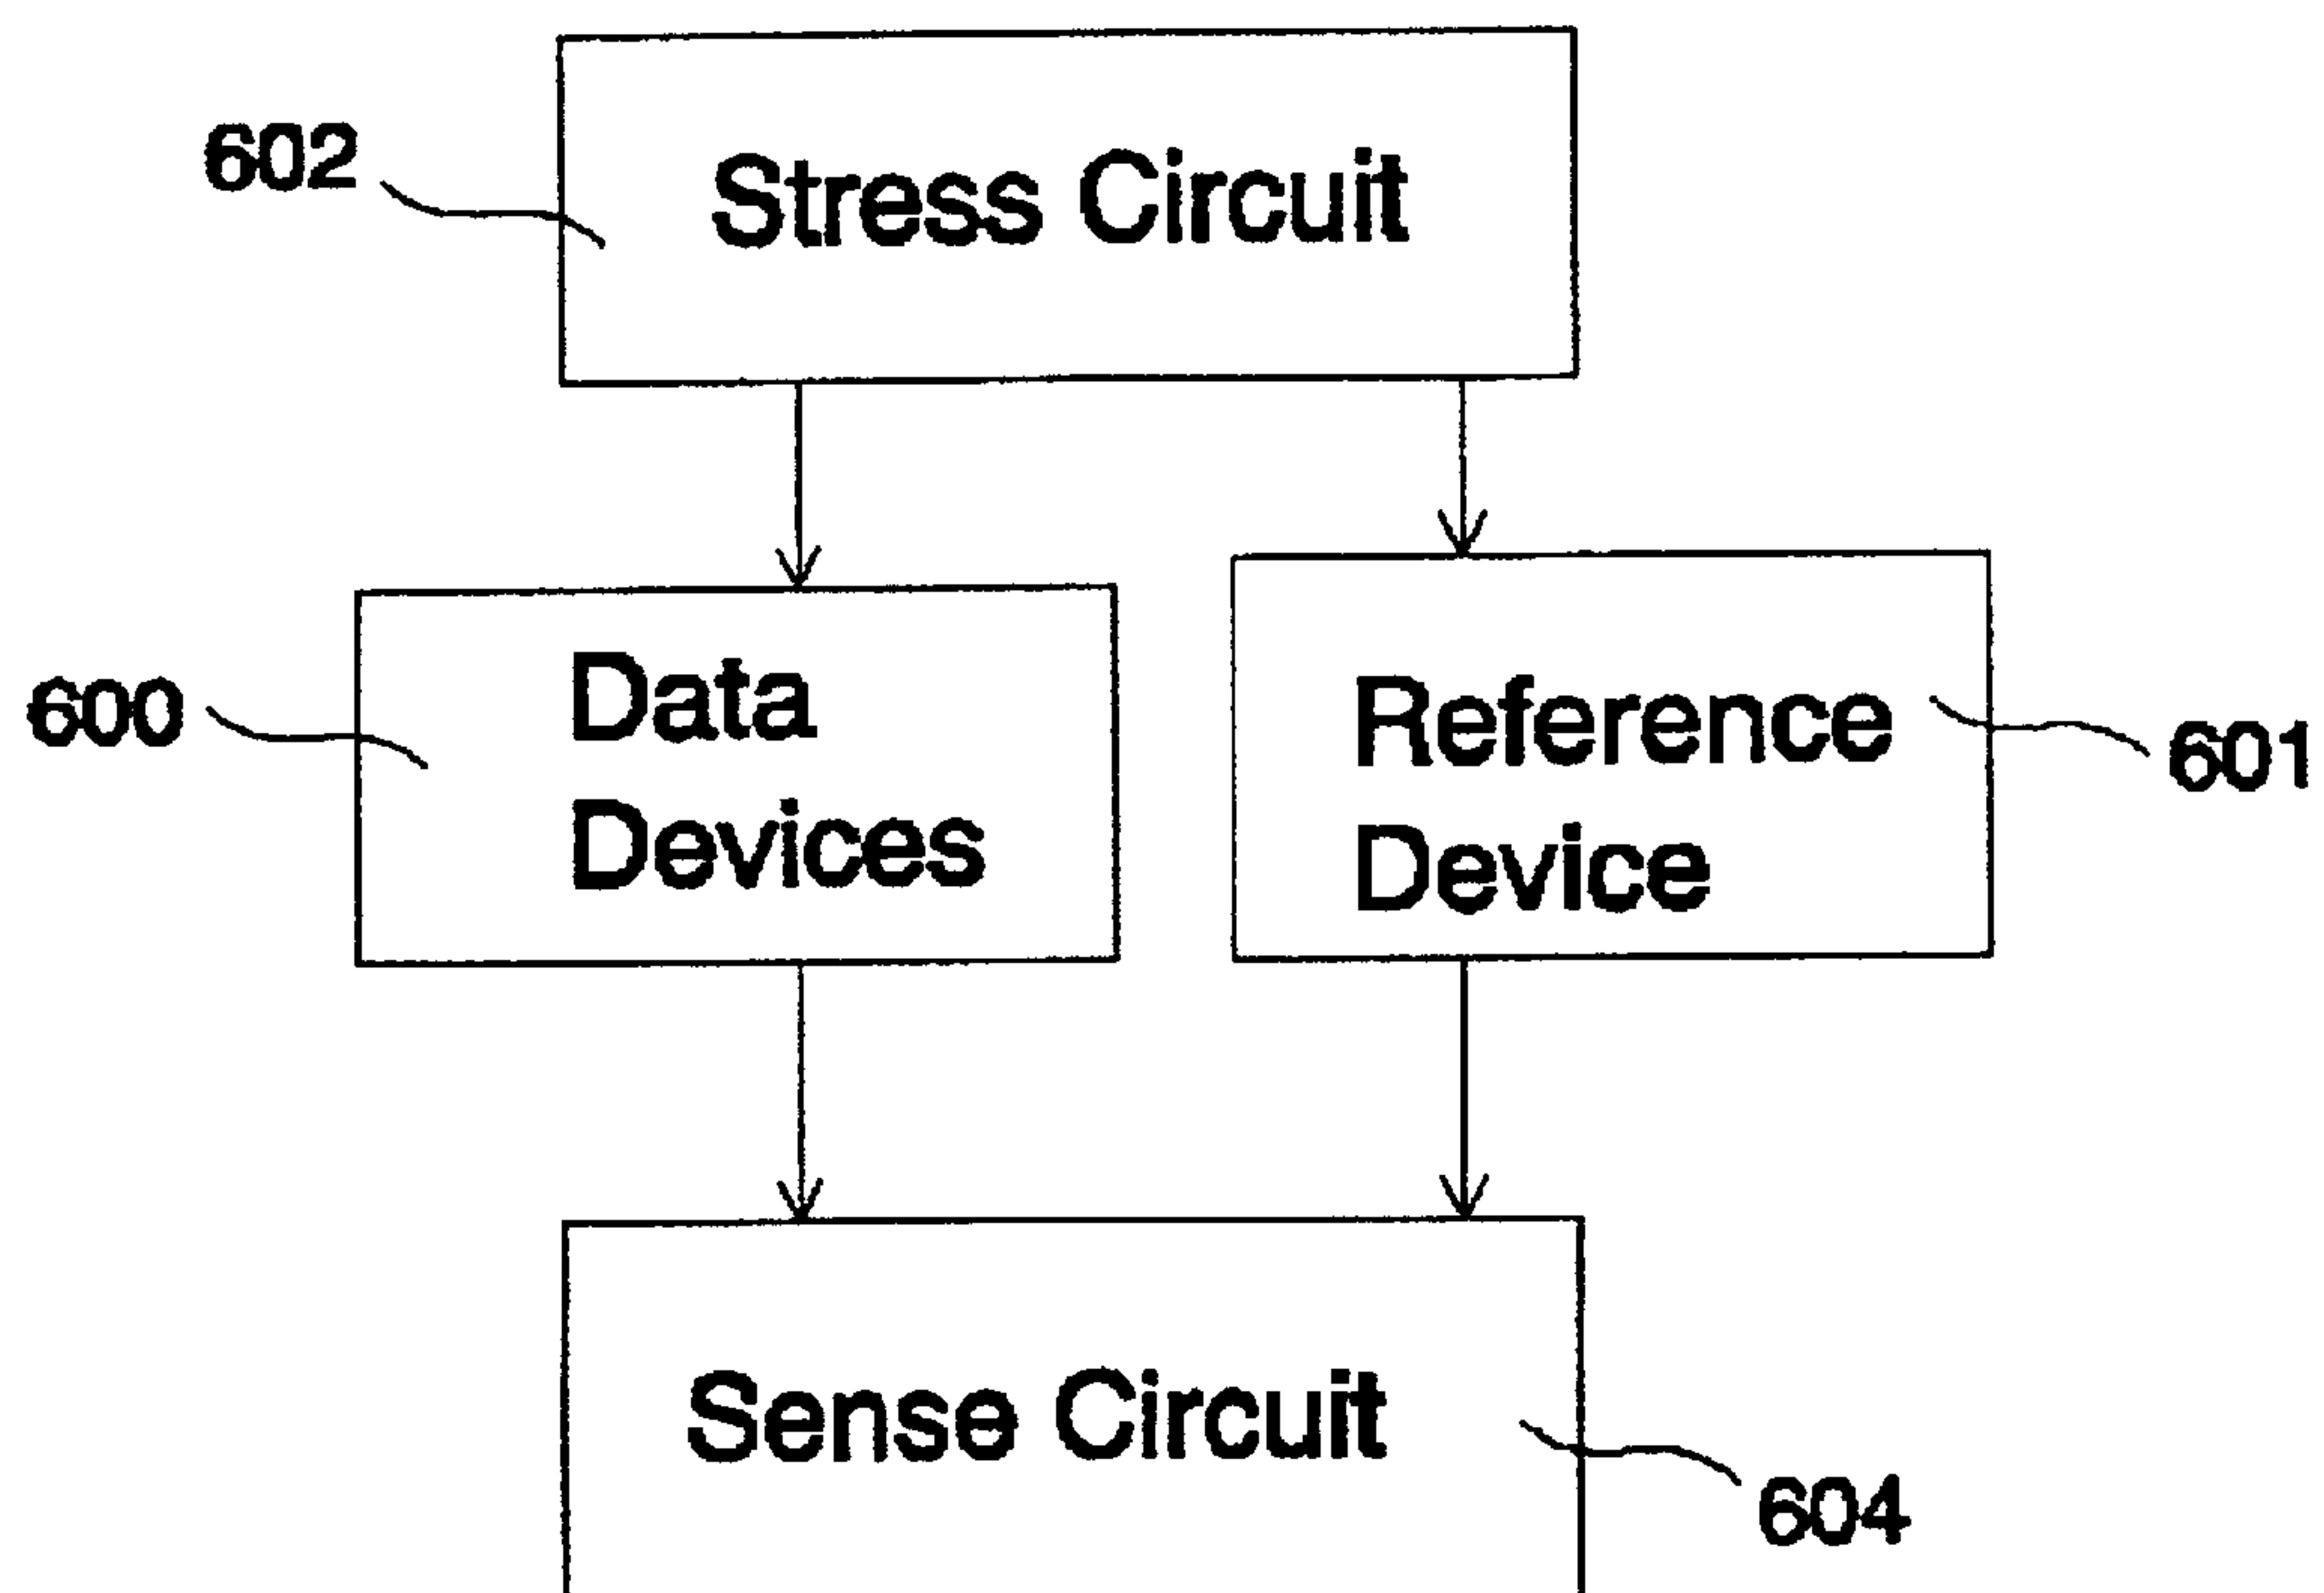 602
Stress Circuit
600
Data
Devices
Reference
Device
601
Sense Circuit
604